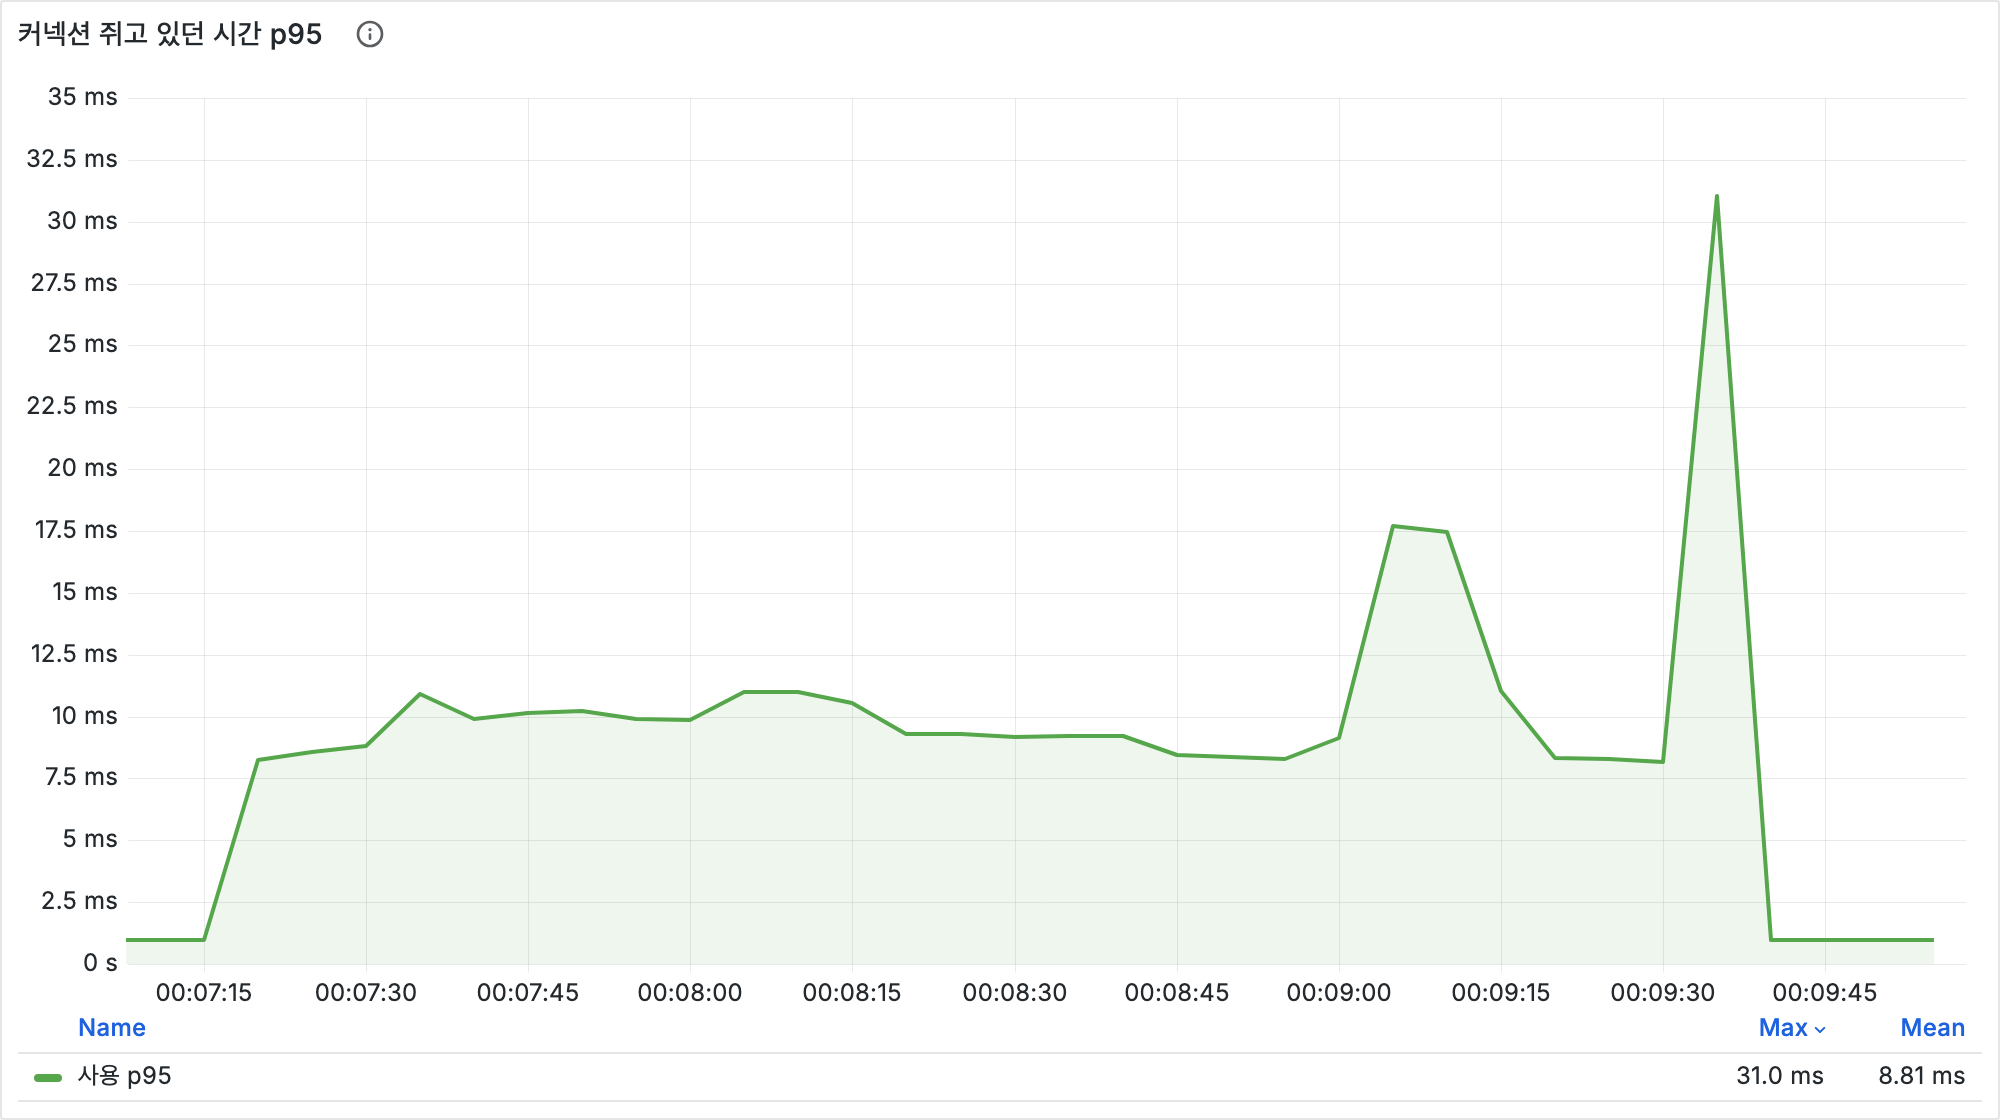 커넥션 쥐고 있던 시간 p95
35 ms
32.5 ms
30 ms
27.5 ms
25 ms
22.5 ms
20 ms
17.5 ms
15 ms
12.5 ms
10 ms
7.5 ms
5 ms
2.5 ms
0 s
00:07:15 00:07:30 00:07:45 00:08:00 00:08:15 00:08:30 00:08:45 00:09:00 00:09:15 00:09:30 00:09:45
Name Max Mean
사용 p95 31.0 ms 8.81 ms